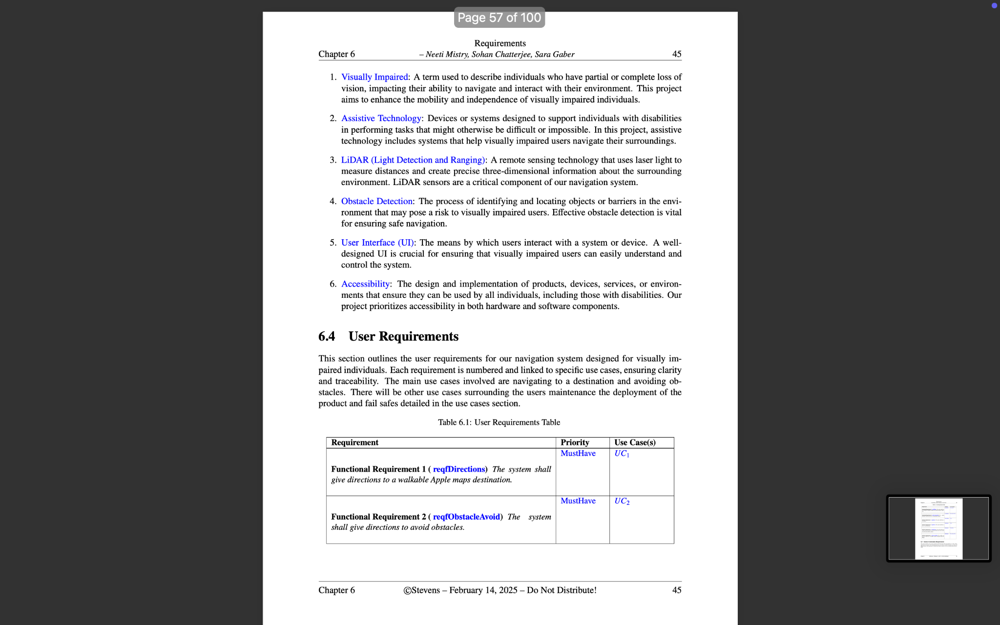 Page 57 of 100
Requirements
Chapter 6 – Neeti Mistry, Sohan Chatterjee, Sara Gaber 45
1. Visually Impaired: A term used to describe individuals who have partial or complete loss of
vision, impacting their ability to navigate and interact with their environment. This project
aims to enhance the mobility and independence of visually impaired individuals.
2. Assistive Technology: Devices or systems designed to support individuals with disabilities
in performing tasks that might otherwise be difficult or impossible. In this project, assistive
technology includes systems that help visually impaired users navigate their surroundings.
3. LiDAR (Light Detection and Ranging): A remote sensing technology that uses laser light to
measure distances and create precise three-dimensional information about the surrounding
environment. LiDAR sensors are a critical component of our navigation system.
4. Obstacle Detection: The process of identifying and locating objects or barriers in the envi-
ronment that may pose a risk to visually impaired users. Effective obstacle detection is vital
for ensuring safe navigation.
5. User Interface (UI): The means by which users interact with a system or device. A well-
designed UI is crucial for ensuring that visually impaired users can easily understand and
control the system.
6. Accessibility: The design and implementation of products, devices, services, or environ-
ments that ensure they can be used by all individuals, including those with disabilities. Our
project prioritizes accessibility in both hardware and software components.
6.4 User Requirements
This section outlines the user requirements for our navigation system designed for visually im-
paired individuals. Each requirement is numbered and linked to specific use cases, ensuring clarity
and traceability. The main use cases involved are navigating to a destination and avoiding ob-
stacles. There will be other use cases surrounding the users maintenance the deployment of the
product and fail safes detailed in the use cases section.
Table 6.1: User Requirements Table
Requirement Priority Use Case(s)
MustHave UC1
Functional Requirement 1 ( reqfDirections) The system shall
give directions to a walkable Apple maps destination.
MustHave UC2
Functional Requirement 2 ( reqfObstacleAvoid) The system
shall give directions to avoid obstacles.
Chapter 6 ©Stevens – February 14, 2025 – Do Not Distribute! 45